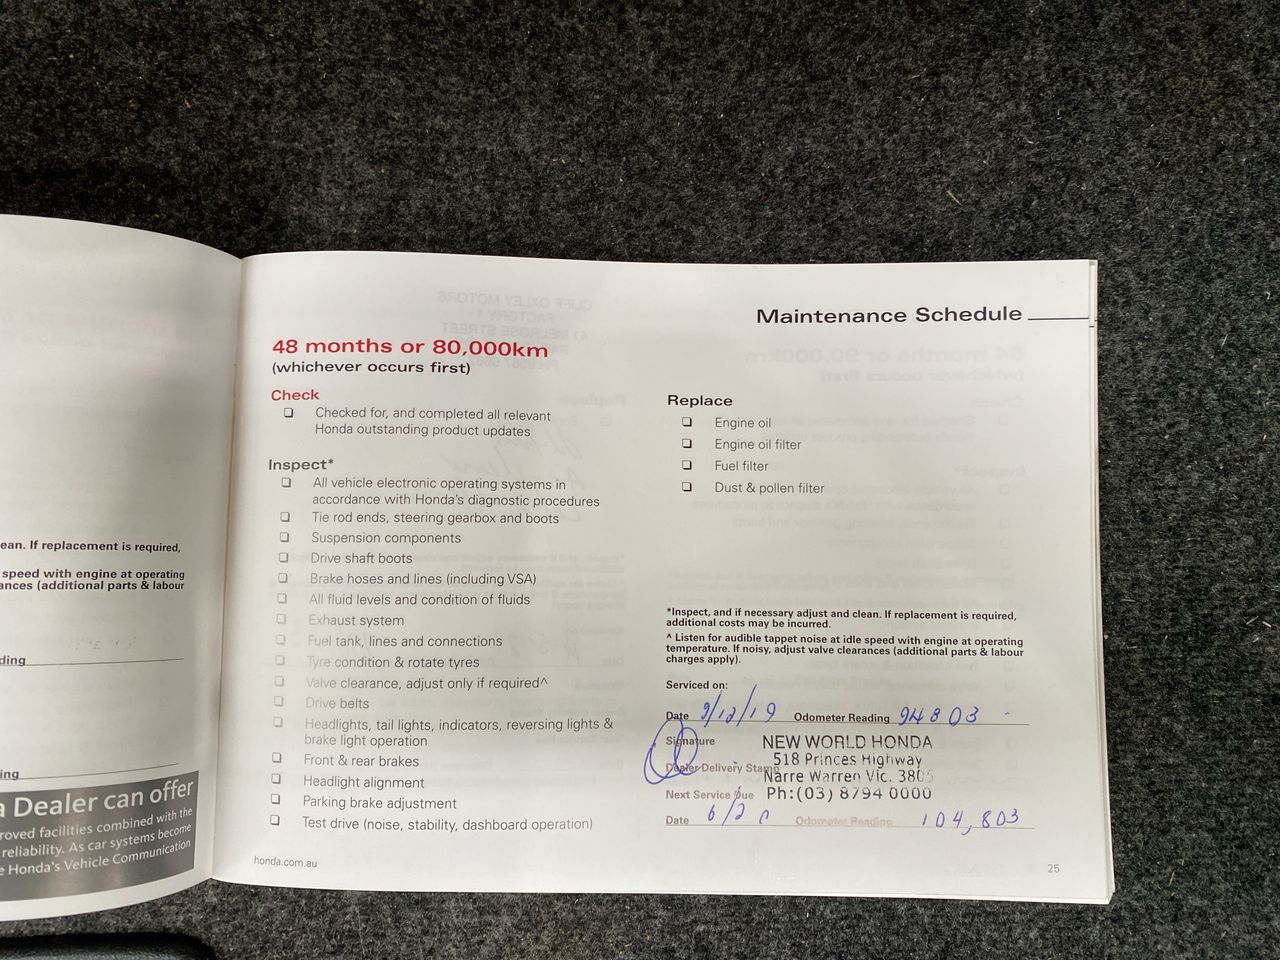 ean. If replacement is required,
speed with engine at operating
ances (additional parts & labour
ding
ing
a Dealer can offer
roved facilities combined with the
reliability. As car systems become
e Honda's Vehicle Communication
Maintenance Schedule
48 months or 80,000km
(whichever occurs first)
Check
❏ Checked for, and completed all relevant
Honda outstanding product updates
Inspect*
❏ All vehicle electronic operating systems in
accordance with Honda's diagnostic procedures
❏ Tie rod ends, steering gearbox and boots
❏ Suspension components
❏ Drive shaft boots
❏ Brake hoses and lines (including VSA)
❏ All fluid levels and condition of fluids
❏ Exhaust system
❏ Fuel tank, lines and connections
❏ Tyre condition & rotate tyres
❏ Valve clearance, adjust only if required^
❏ Drive belts
❏ Headlights, tail lights, indicators, reversing lights &
brake light operation
❏ Front & rear brakes
❏ Headlight alignment
❏ Parking brake adjustment
❏ Test drive (noise, stability, dashboard operation)
honda.com.au
Replace
❏ Engine oil
❏ Engine oil filter
❏ Fuel filter
❏ Dust & pollen filter
*Inspect, and if necessary adjust and clean. If replacement is required,
additional costs may be incurred.
^ Listen for audible tappet noise at idle speed with engine at operating
temperature. If noisy, adjust valve clearances (additional parts & labour
charges apply).
Serviced on:
Date 9/12/19 Odometer Reading 94803
Signature NEW WORLD HONDA
518 Princes Highway
Dealer Delivery Stamp Narre Warren Vic. 3805
Next Service Due Ph:(03) 8794 0000
Date 6/20 Odometer Reading 104,803
25